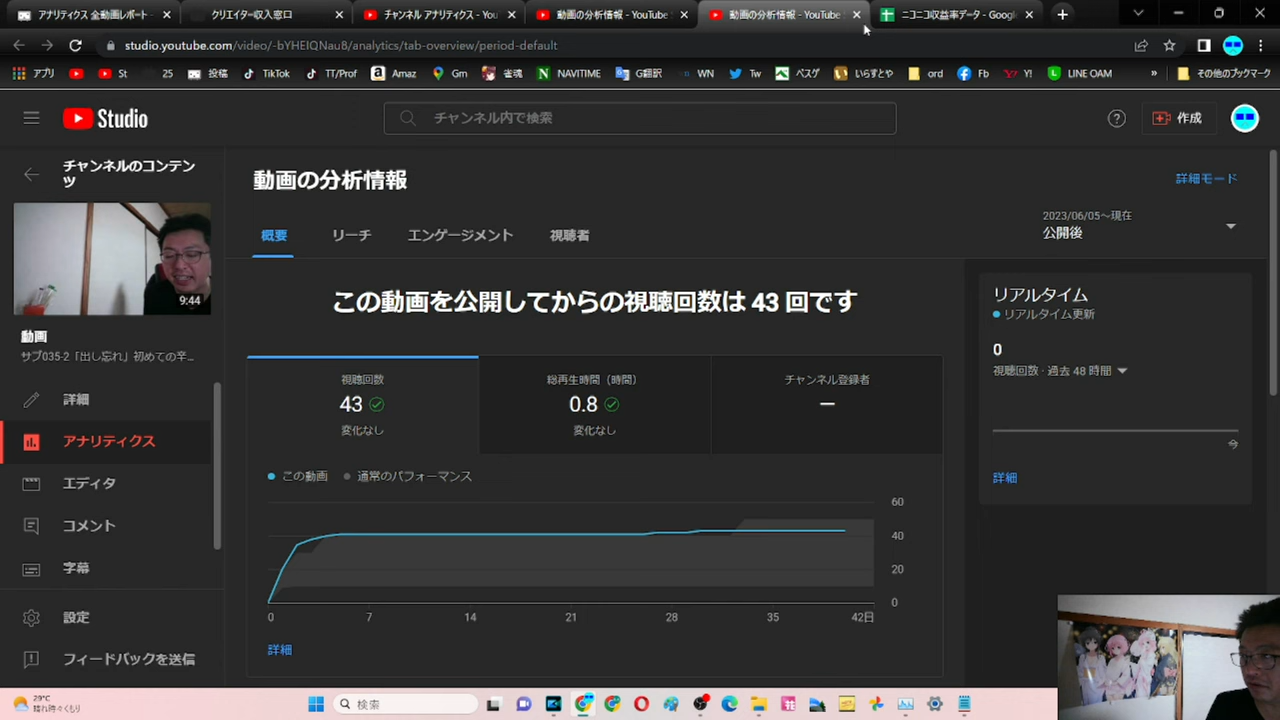 アナリティクス 全動画レポート -
クリエイター収入窓口
チャンネル アナリティクス - You
動画の分析情報 - YouTube
動画の分析情報 - YouTube
ニコニコ収益率データ - Googl
studio.youtube.com/video/-bYHEIQNau8/analytics/tab-overview/period-default
アプリ
St
25
投稿
TikTok
TT/Prof
Amaz
Gm
雀魂
NAVITIME
G翻訳
WN
Tw
ベスゲ
いらすとや
ord
Fb
Y!
LINE OAM
»
その他のブックマーク
Studio
チャンネル内で検索
作成
チャンネルのコンテン
ツ
9:44
動画
サブ035-2「出し忘れ」初めての辛...
詳細
アナリティクス
エディタ
コメント
字幕
設定
フィードバックを送信
動画の分析情報
詳細モード
概要
リーチ
エンゲージメント
視聴者
2023/06/05～現在
公開後
この動画を公開してからの視聴回数は 43 回です
視聴回数
43
変化なし
総再生時間（時間）
0.8
変化なし
チャンネル登録者
—
この動画
通常のパフォーマンス
60
40
20
0
0
7
14
21
28
35
42日
詳細
リアルタイム
リアルタイム更新
0
視聴回数 · 過去 48 時間
今
詳細
29°C
晴れ時々くもり
検索